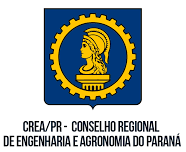 CREA/PR - CONSELHO REGIONAL
DE ENGENHARIA E AGRONOMIA DO PARANÁ